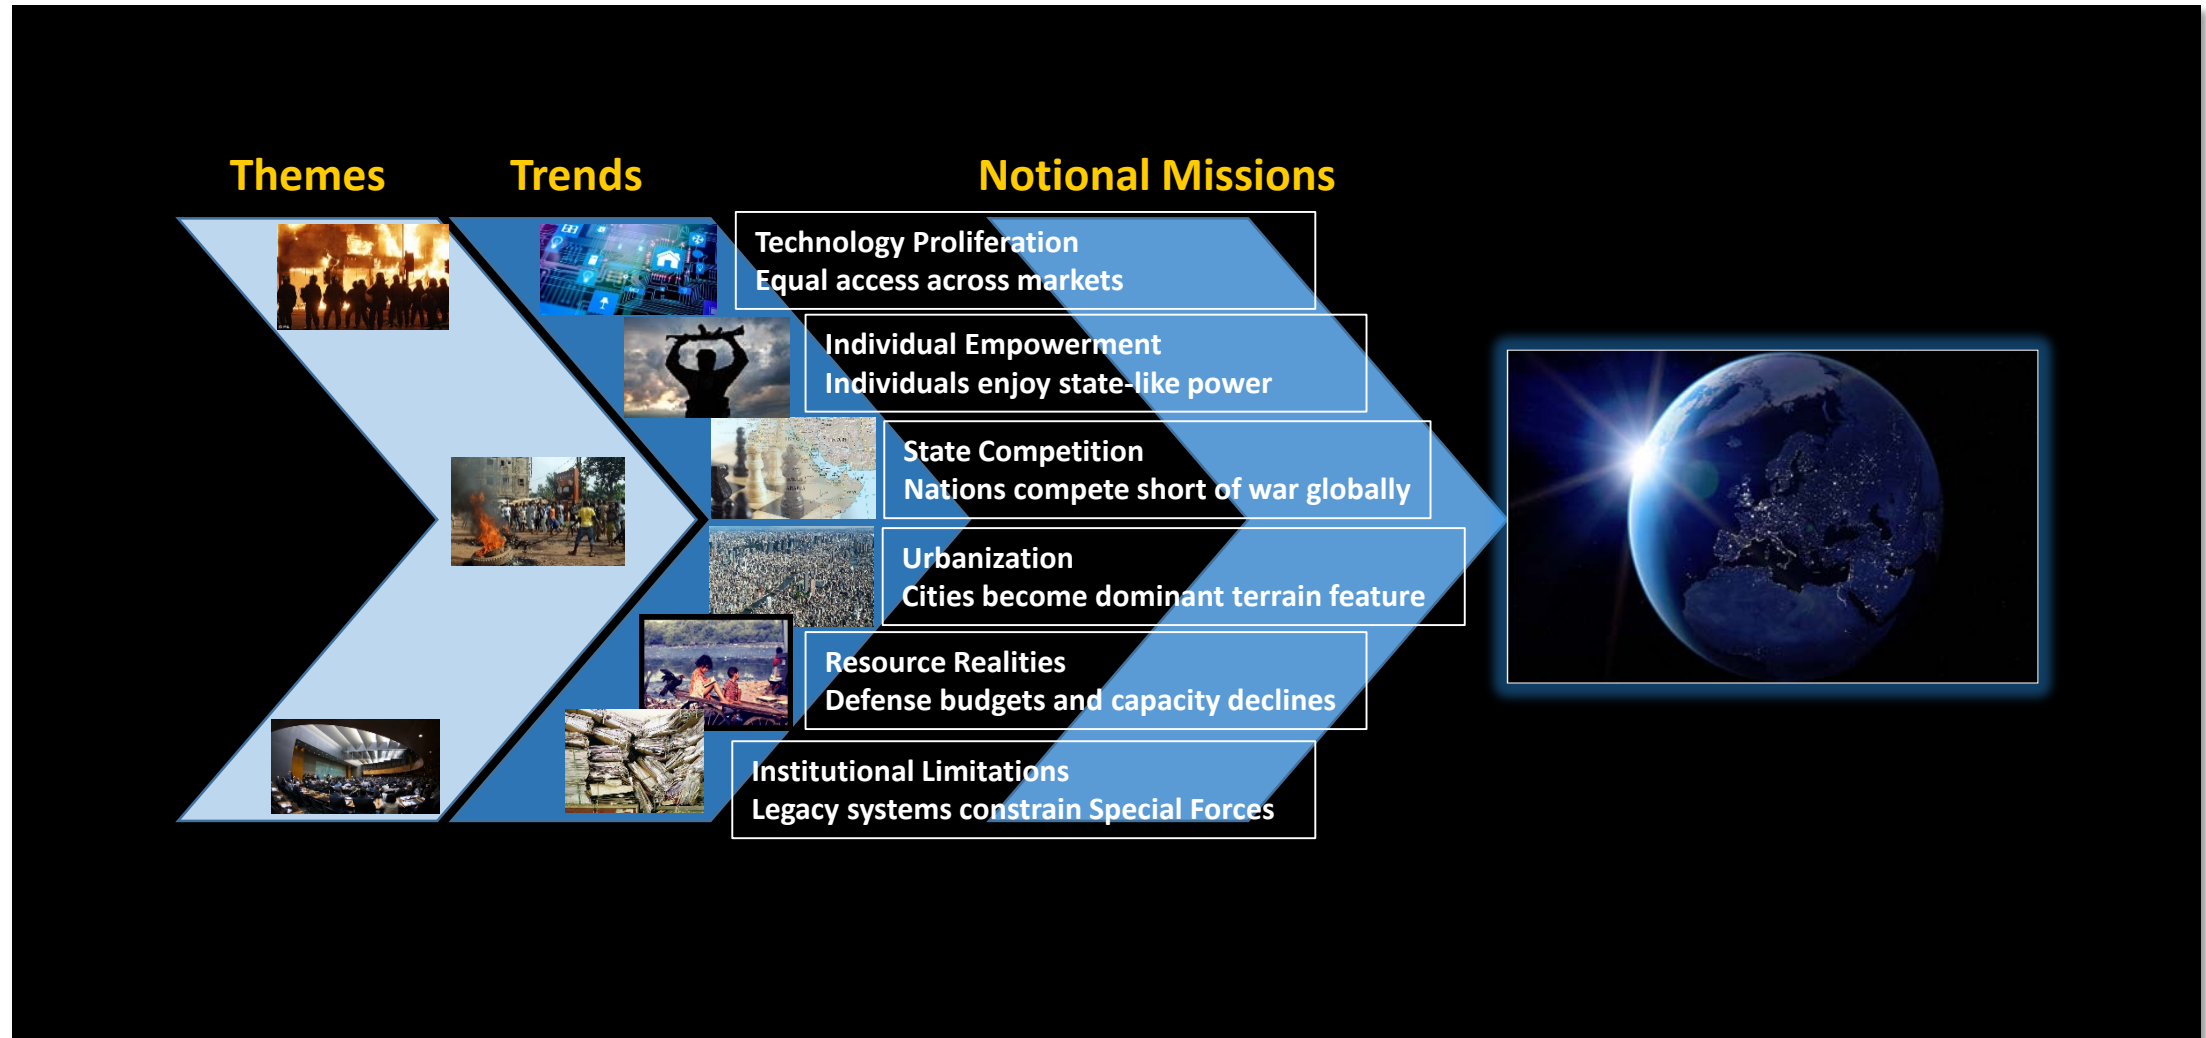 Themes
Trends
Notional Missions
Technology Proliferation
Equal access across markets
Individual Empowerment
Individuals enjoy state-like power
State Competition
Nations compete short of war globally
Urbanization
Cities become dominant terrain feature
Resource Realities
Defense budgets and capacity declines
Institutional Limitations
Legacy systems constrain Special Forces